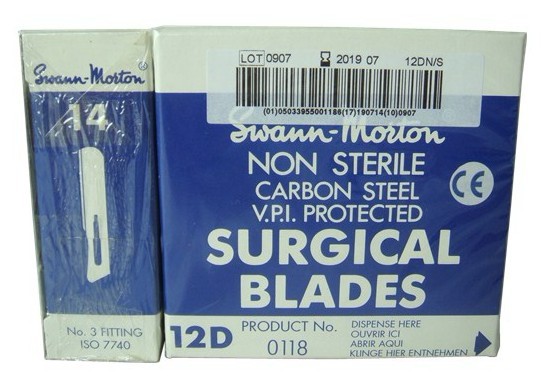 Swann-Morton®
14
No. 3 FITTING
ISO 7740
LOT 0907 2019 07 12DN/S
(01)05033955001186(17)190714(10)0907
Swann-Morton®
NON STERILE
CARBON STEEL
V.P.I. PROTECTED
CE
SURGICAL
BLADES
12D
PRODUCT No.
0118
DISPENSE HERE
OUVRIR ICI
ABRIR AQUI
KLINGE HIER ENTNEHMEN